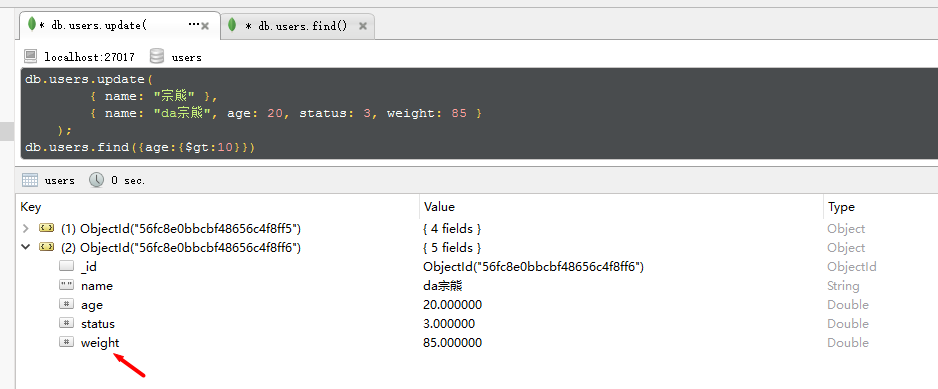 * db.users.update( ···×
* db.users.find() ×
localhost:27017 users
db.users.update(
{ name: "宗熊" },
{ name: "da宗熊", age: 20, status: 3, weight: 85 }
);
db.users.find({age:{$gt:10}})
users 0 sec.
Key Value Type
(1) ObjectId("56fc8e0bbcbf48656c4f8ff5") { 4 fields } Object
(2) ObjectId("56fc8e0bbcbf48656c4f8ff6") { 5 fields } Object
_id ObjectId("56fc8e0bbcbf48656c4f8ff6") ObjectId
name da宗熊 String
age 20.000000 Double
status 3.000000 Double
weight 85.000000 Double